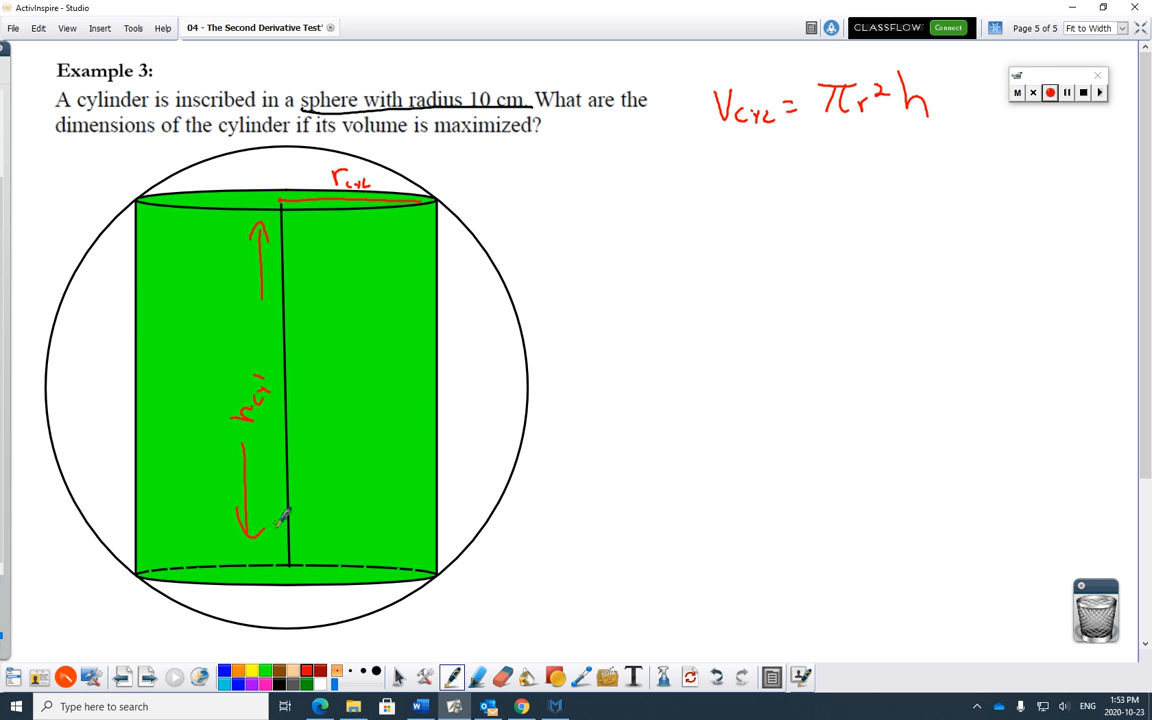 ActivInspire - Studio
File Edit View Insert Tools Help
04 - The Second Derivative Test*
CLASSFLOW Connect
Page 5 of 5
Fit to Width
Example 3:
A cylinder is inscribed in a sphere with radius 10 cm. What are the
dimensions of the cylinder if its volume is maximized?
V_CYL = πr²h
M
r_cyl
h_cyl
T
Type here to search
ENG
1:53 PM
2020-10-23